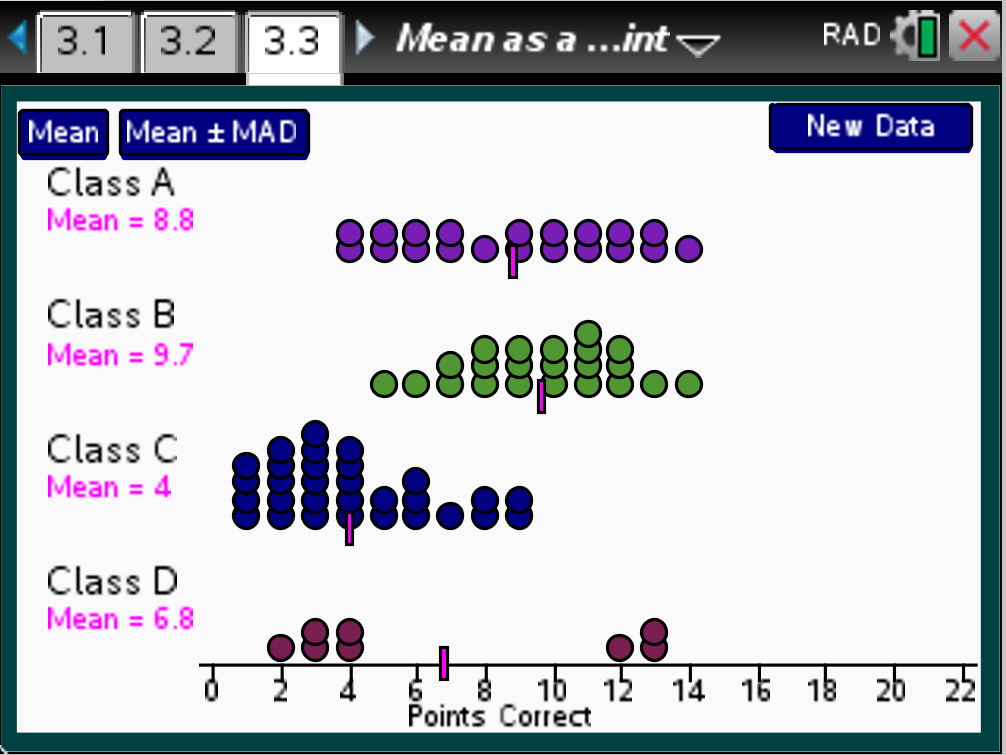 3.1 3.2 3.3 Mean as a ...int RAD
Mean Mean ± MAD New Data
Class A
Mean = 8.8
Class B
Mean = 9.7
Class C
Mean = 4
Class D
Mean = 6.8
0 2 4 6 8 10 12 14 16 18 20 22
Points Correct